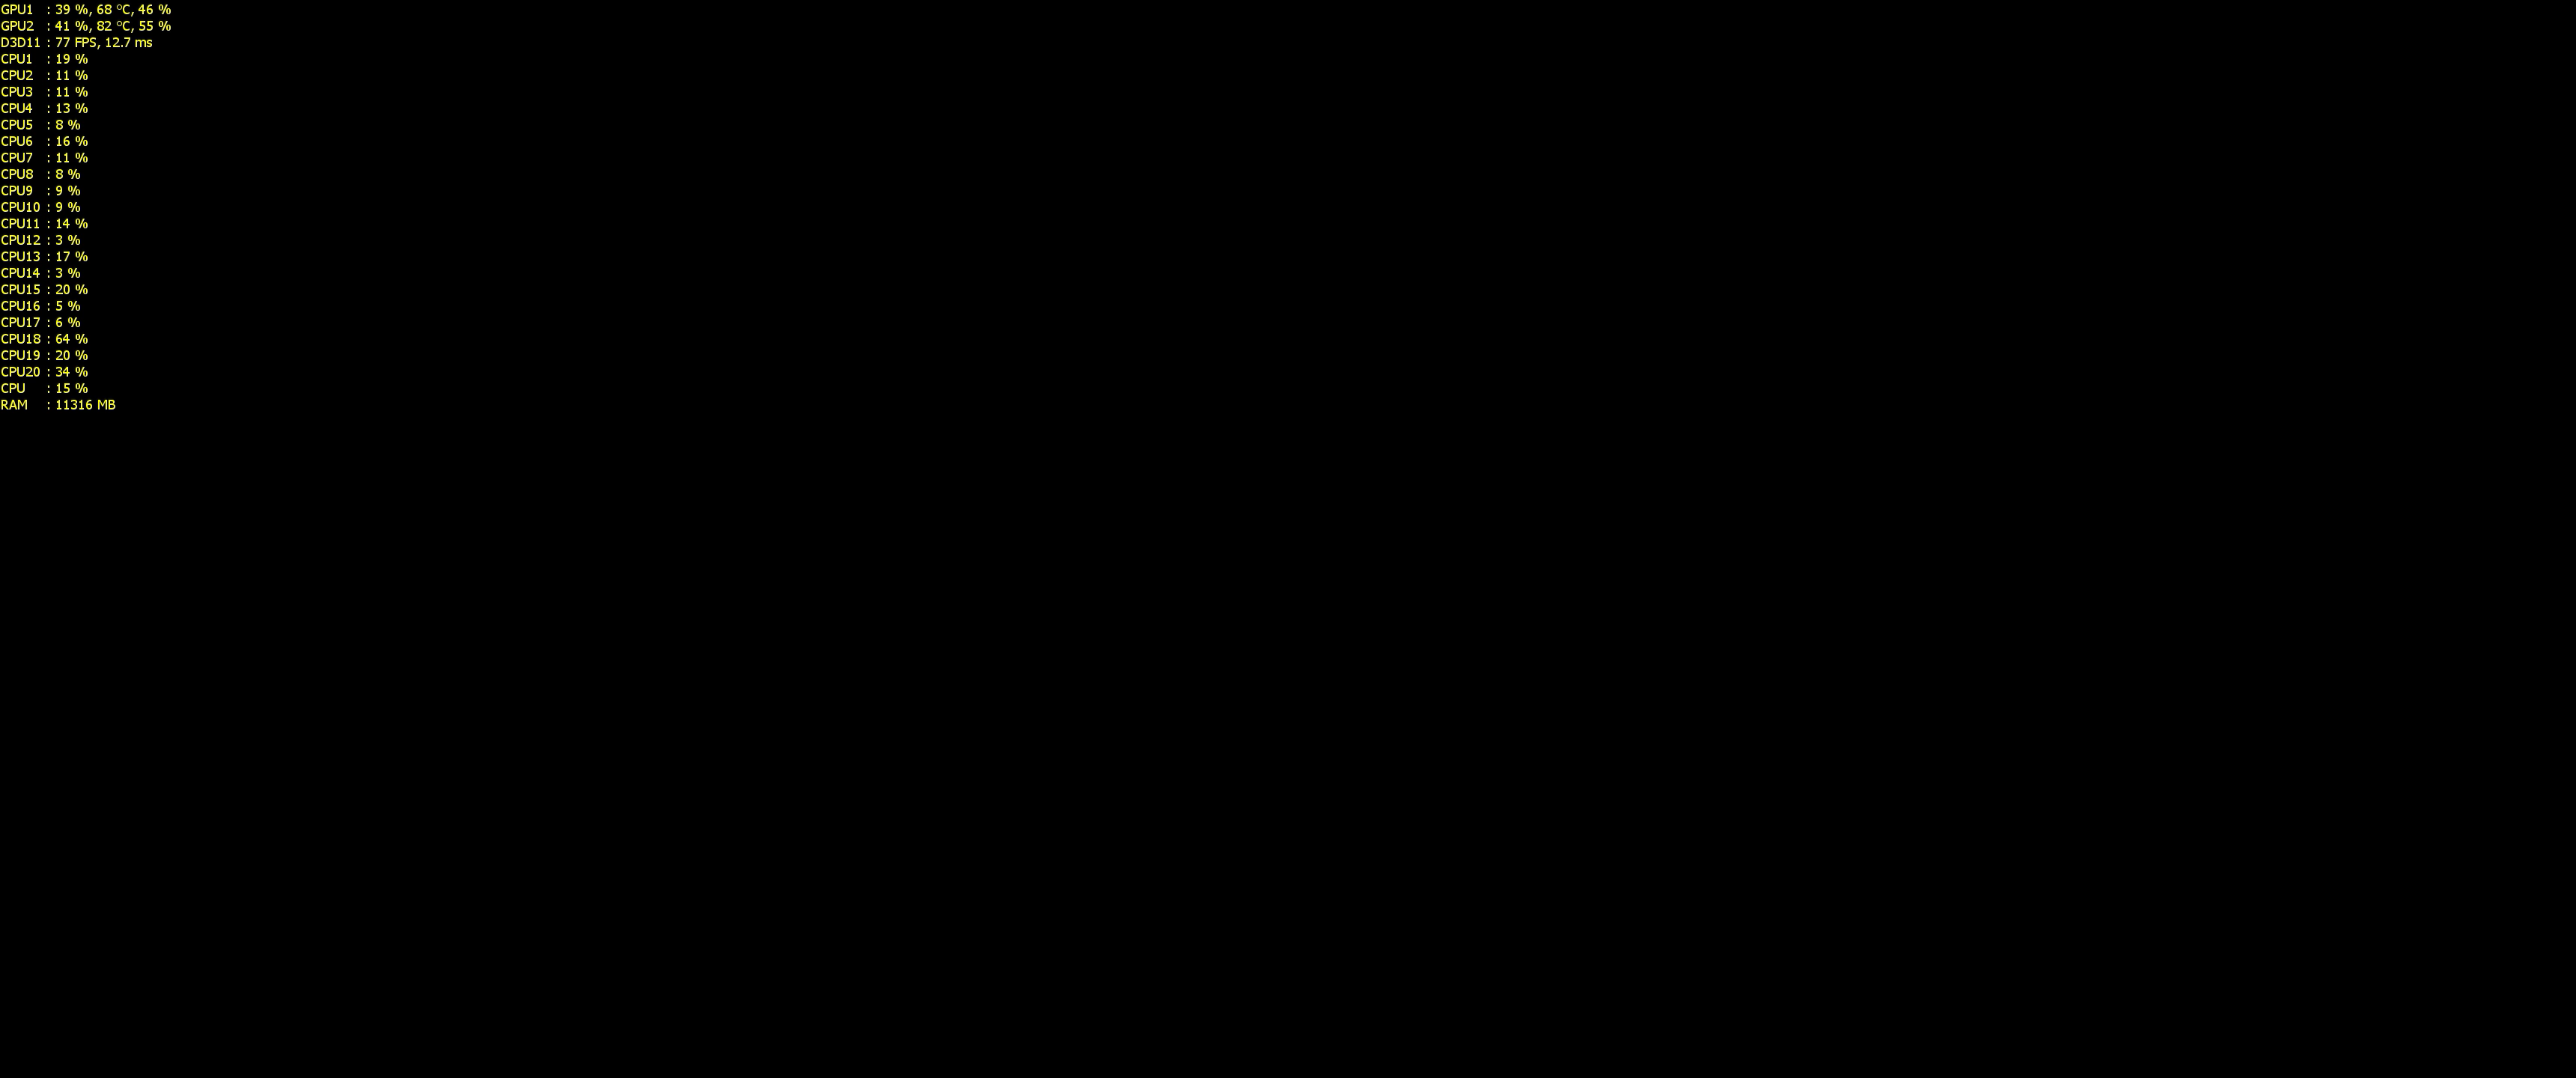 GPU1 : 39 %, 68 °C, 46 %
GPU2 : 41 %, 82 °C, 55 %
D3D11 : 77 FPS, 12.7 ms
CPU1 : 19 %
CPU2 : 11 %
CPU3 : 11 %
CPU4 : 13 %
CPU5 : 8 %
CPU6 : 16 %
CPU7 : 11 %
CPU8 : 8 %
CPU9 : 9 %
CPU10 : 9 %
CPU11 : 14 %
CPU12 : 3 %
CPU13 : 17 %
CPU14 : 3 %
CPU15 : 20 %
CPU16 : 5 %
CPU17 : 6 %
CPU18 : 64 %
CPU19 : 20 %
CPU20 : 34 %
CPU : 15 %
RAM : 11316 MB